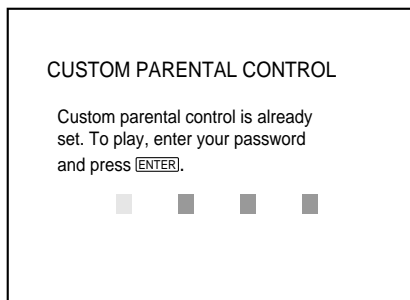 CUSTOM PARENTAL CONTROL
Custom parental control is already
set. To play, enter your password
and press ENTER.